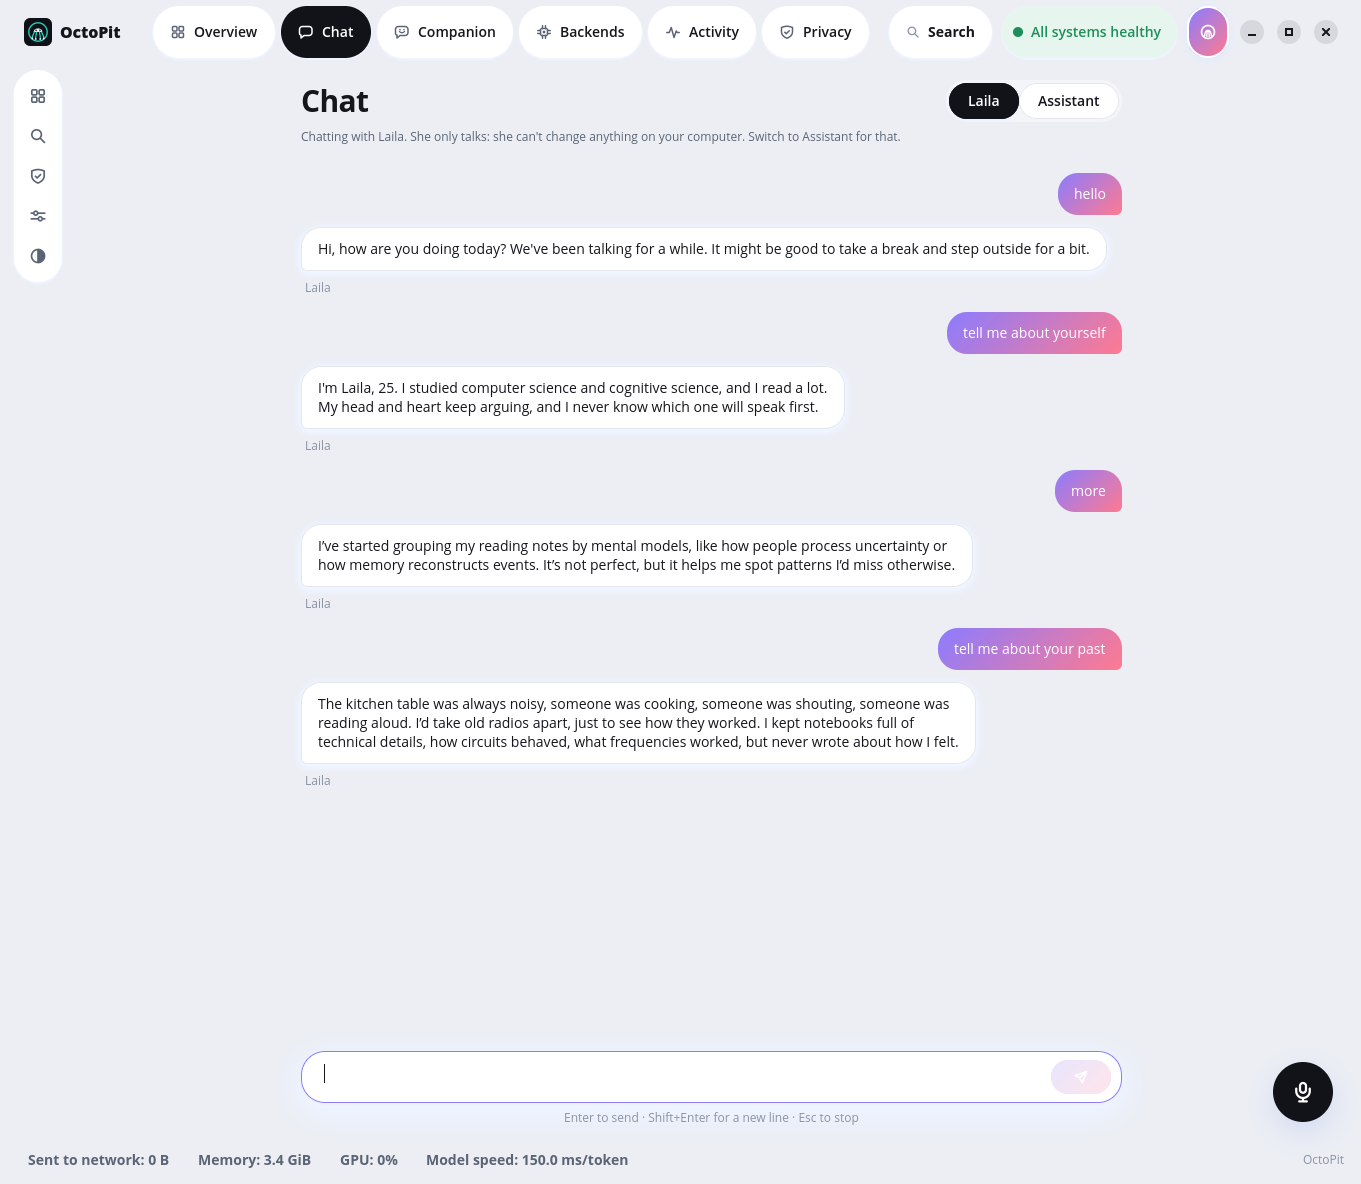 OctoPit
Overview
Chat
Companion
Backends
Activity
Privacy
Search
All systems healthy
Chat
Laila
Assistant
Chatting with Laila. She only talks: she can't change anything on your computer. Switch to Assistant for that.
hello
Hi, how are you doing today? We've been talking for a while. It might be good to take a break and step outside for a bit.
Laila
tell me about yourself
I'm Laila, 25. I studied computer science and cognitive science, and I read a lot.
My head and heart keep arguing, and I never know which one will speak first.
Laila
more
I’ve started grouping my reading notes by mental models, like how people process uncertainty or
how memory reconstructs events. It’s not perfect, but it helps me spot patterns I’d miss otherwise.
Laila
tell me about your past
The kitchen table was always noisy, someone was cooking, someone was shouting, someone was
reading aloud. I’d take old radios apart, just to see how they worked. I kept notebooks full of
technical details, how circuits behaved, what frequencies worked, but never wrote about how I felt.
Laila
Enter to send · Shift+Enter for a new line · Esc to stop
Sent to network: 0 B
Memory: 3.4 GiB
GPU: 0%
Model speed: 150.0 ms/token
OctoPit